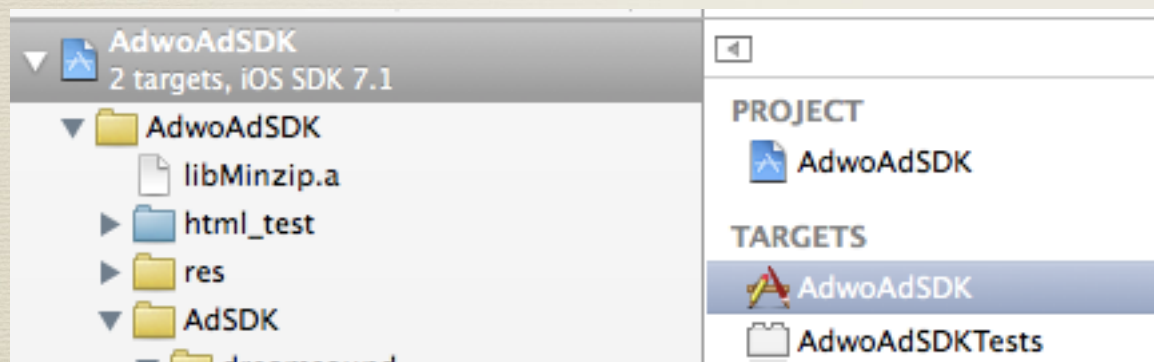 AdwoAdSDK
2 targets, iOS SDK 7.1
AdwoAdSDK
libMinzip.a
html_test
res
AdSDK
PROJECT
AdwoAdSDK
TARGETS
AdwoAdSDK
AdwoAdSDKTests